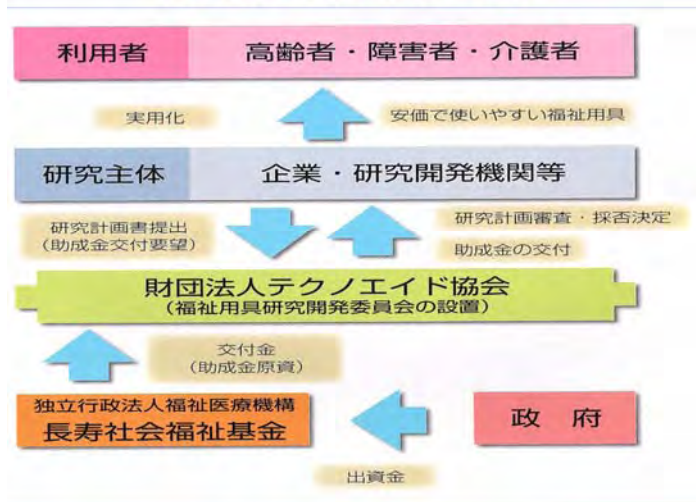 利用者 高齢者・障害者・介護者
実用化 安価で使いやすい福祉用具
研究主体 企業・研究開発機関等
研究計画書提出
(助成金交付要望)
研究計画審査・採否決定
助成金の交付
財団法人テクノエイド協会
(福祉用具研究開発委員会の設置)
交付金
(助成金原資)
独立行政法人福祉医療機構
長寿社会福祉基金
政 府
出資金